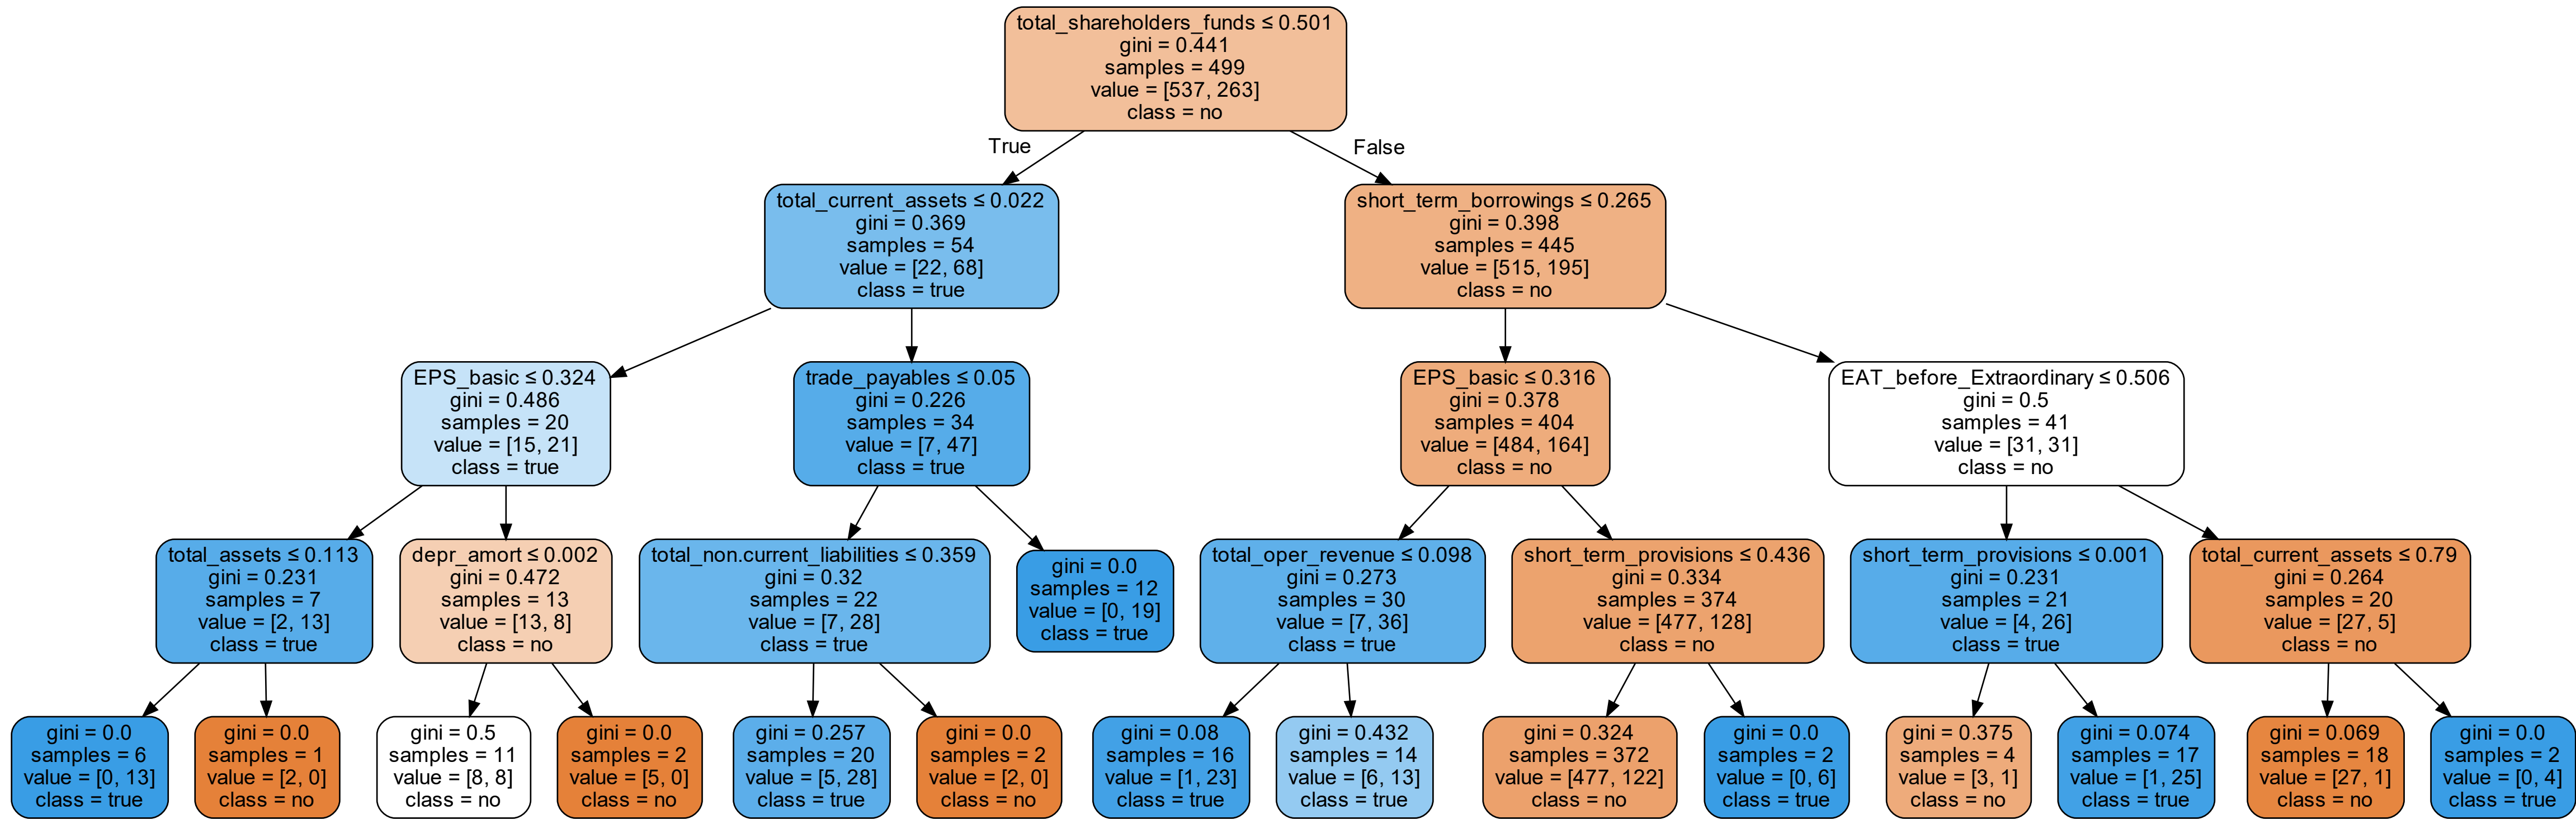 total_shareholders_funds ≤ 0.501
gini = 0.441
samples = 499
value = [537, 263]
class = no
True
False
total_current_assets ≤ 0.022
gini = 0.369
samples = 54
value = [22, 68]
class = true
short_term_borrowings ≤ 0.265
gini = 0.398
samples = 445
value = [515, 195]
class = no
EPS_basic ≤ 0.324
gini = 0.486
samples = 20
value = [15, 21]
class = true
trade_payables ≤ 0.05
gini = 0.226
samples = 34
value = [7, 47]
class = true
EPS_basic ≤ 0.316
gini = 0.378
samples = 404
value = [484, 164]
class = no
EAT_before_Extraordinary ≤ 0.506
gini = 0.5
samples = 41
value = [31, 31]
class = no
total_assets ≤ 0.113
gini = 0.231
samples = 7
value = [2, 13]
class = true
depr_amort ≤ 0.002
gini = 0.472
samples = 13
value = [13, 8]
class = no
total_non.current_liabilities ≤ 0.359
gini = 0.32
samples = 22
value = [7, 28]
class = true
gini = 0.0
samples = 12
value = [0, 19]
class = true
total_oper_revenue ≤ 0.098
gini = 0.273
samples = 30
value = [7, 36]
class = true
short_term_provisions ≤ 0.436
gini = 0.334
samples = 374
value = [477, 128]
class = no
short_term_provisions ≤ 0.001
gini = 0.231
samples = 21
value = [4, 26]
class = true
total_current_assets ≤ 0.79
gini = 0.264
samples = 20
value = [27, 5]
class = no
gini = 0.0
samples = 6
value = [0, 13]
class = true
gini = 0.0
samples = 1
value = [2, 0]
class = no
gini = 0.5
samples = 11
value = [8, 8]
class = no
gini = 0.0
samples = 2
value = [5, 0]
class = no
gini = 0.257
samples = 20
value = [5, 28]
class = true
gini = 0.0
samples = 2
value = [2, 0]
class = no
gini = 0.08
samples = 16
value = [1, 23]
class = true
gini = 0.432
samples = 14
value = [6, 13]
class = true
gini = 0.324
samples = 372
value = [477, 122]
class = no
gini = 0.0
samples = 2
value = [0, 6]
class = true
gini = 0.375
samples = 4
value = [3, 1]
class = no
gini = 0.074
samples = 17
value = [1, 25]
class = true
gini = 0.069
samples = 18
value = [27, 1]
class = no
gini = 0.0
samples = 2
value = [0, 4]
class = true